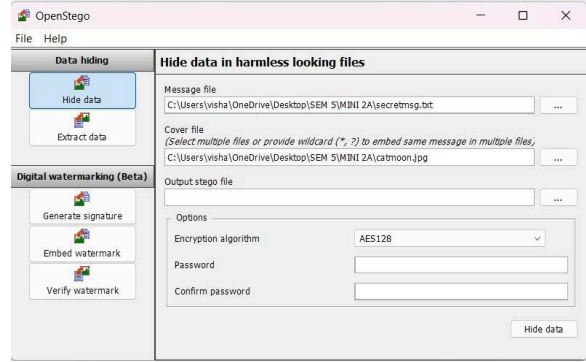 OpenStego
File Help
Data hiding
Hide data
Extract data
Digital watermarking (Beta)
Generate signature
Embed watermark
Verify watermark
Hide data in harmless looking files
Message file
C:\Users\visha\OneDrive\Desktop\SEM 5\MINI 2A\secretmsg.txt
...
Cover file
(Select multiple files or provide wildcard (*, ?) to embed same message in multiple files)
C:\Users\visha\OneDrive\Desktop\SEM 5\MINI 2A\catmoon.jpg
...
Output stego file
...
Options
Encryption algorithm AES128
Password
Confirm password
Hide data